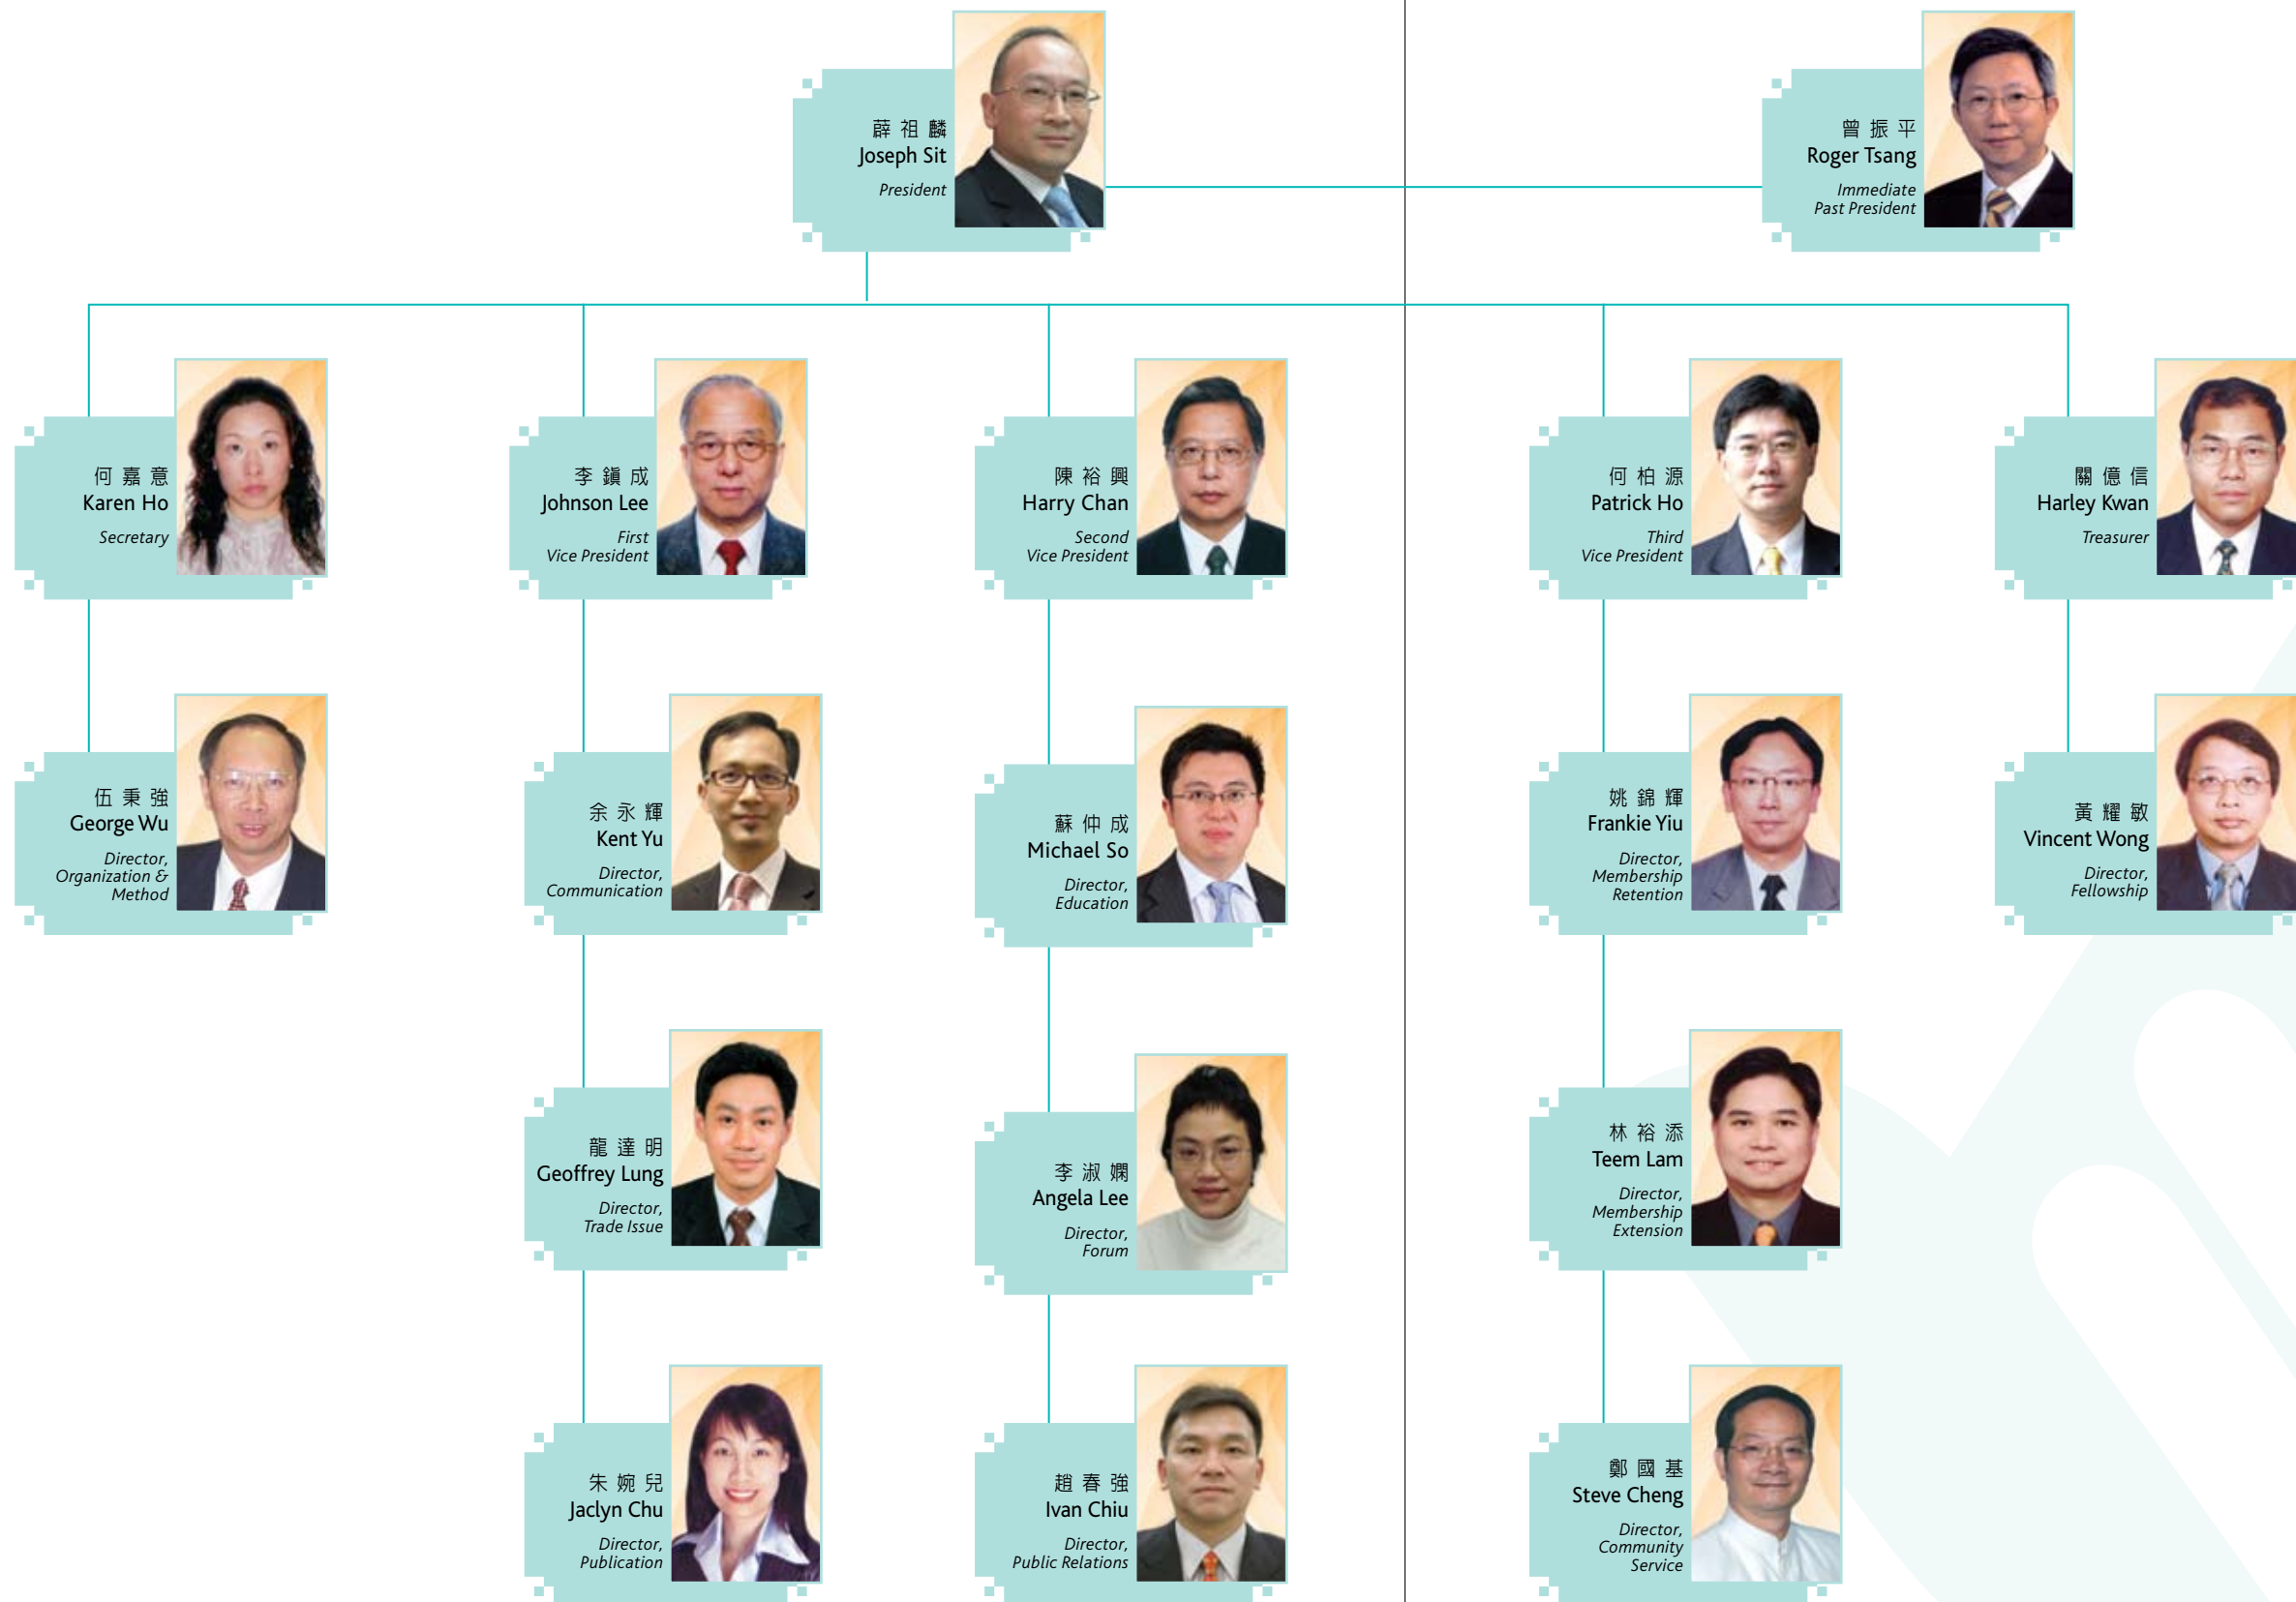 薛祖麟
Joseph Sit
President
曾振平
Roger Tsang
Immediate
Past President
何嘉意
Karen Ho
Secretary
李鎮成
Johnson Lee
First
Vice President
陳裕興
Harry Chan
Second
Vice President
何柏源
Patrick Ho
Third
Vice President
關億信
Harley Kwan
Treasurer
伍秉強
George Wu
Director,
Organization &
Method
余永輝
Kent Yu
Director,
Communication
蘇仲成
Michael So
Director,
Education
姚錦輝
Frankie Yiu
Director,
Membership
Retention
黃耀敏
Vincent Wong
Director,
Fellowship
龍達明
Geoffrey Lung
Director,
Trade Issue
李淑嫻
Angela Lee
Director,
Forum
林裕添
Teem Lam
Director,
Membership
Extension
朱婉兒
Jaclyn Chu
Director,
Publication
趙春強
Ivan Chiu
Director,
Public Relations
鄭國基
Steve Cheng
Director,
Community
Service